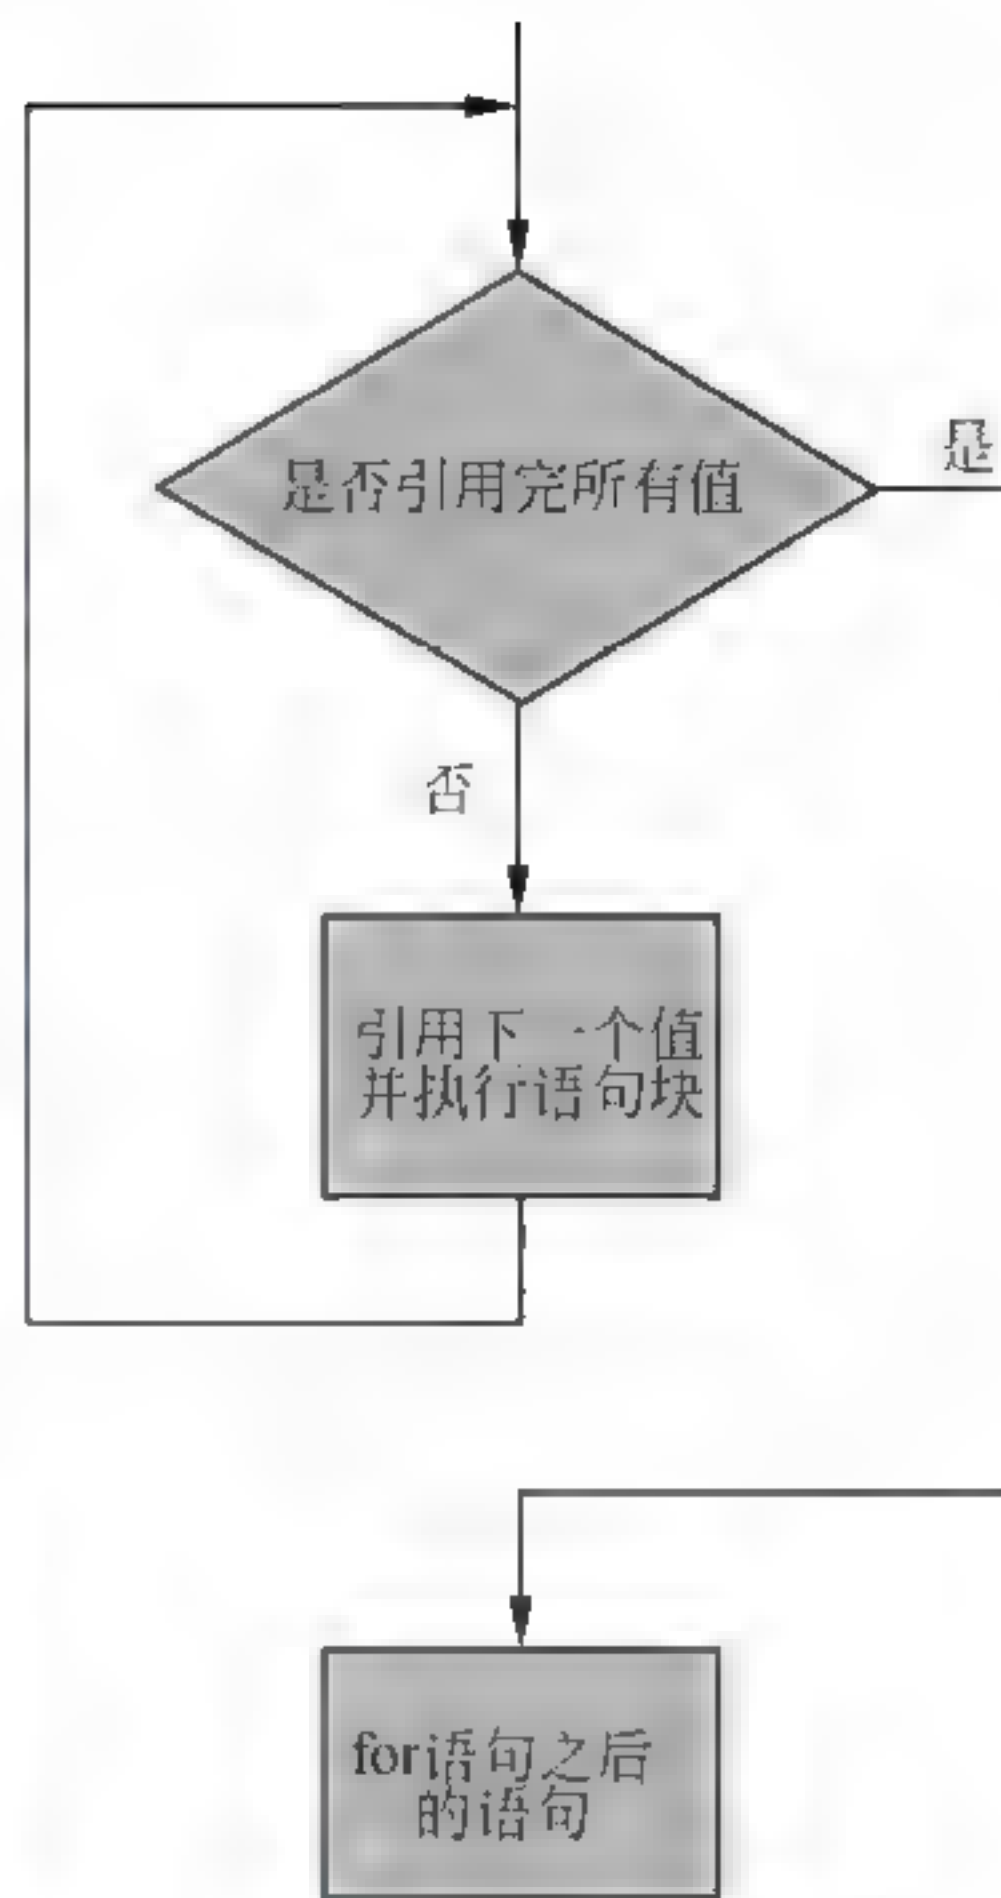 是否引用完所有值
是
否
引用下一个值
并执行语句块
for语句之后
的语句